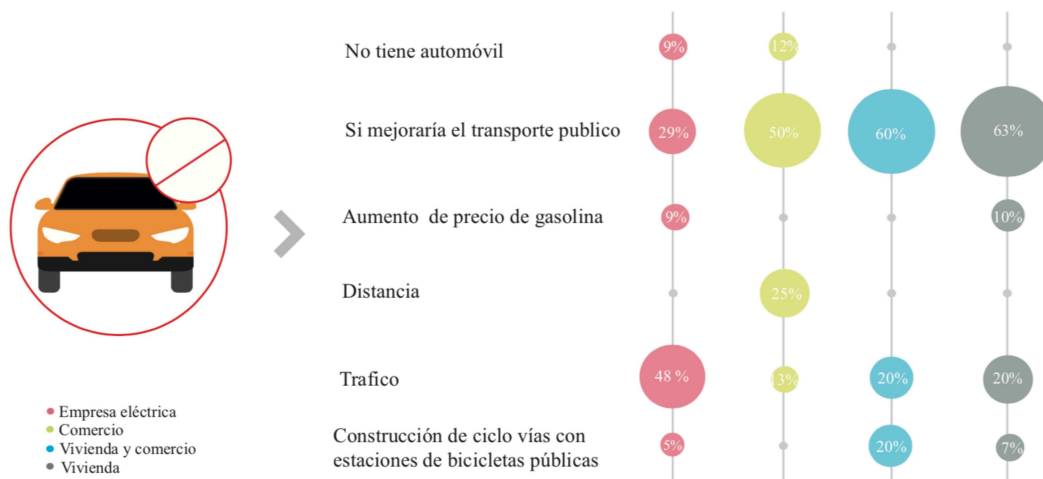 No tiene automóvil
9%
12%
Si mejoraría el transporte publico
29%
50%
60%
63%
Aumento de precio de gasolina
9%
10%
Distancia
25%
Trafico
48 %
13%
20%
20%
Construcción de ciclo vías con
estaciones de bicicletas públicas
5%
20%
7%
Empresa eléctrica
Comercio
Vivienda y comercio
Vivienda